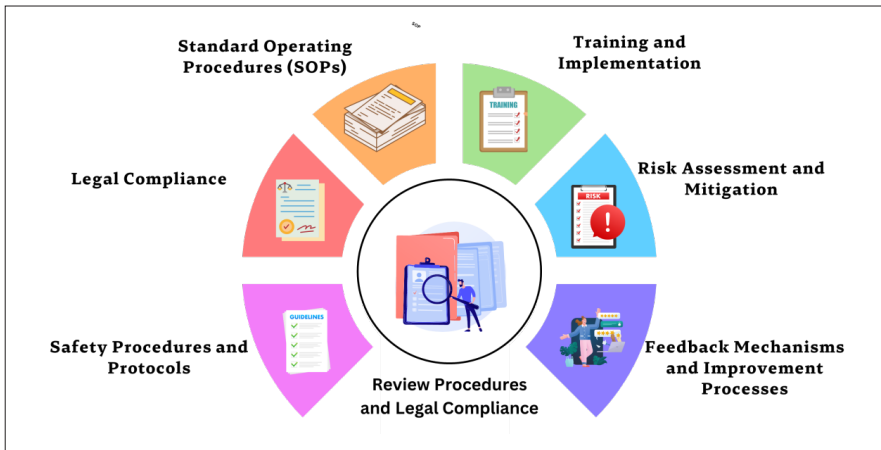 Standard Operating
Procedures (SOPs)
Training and
Implementation
TRAINING
Legal Compliance
Risk Assessment and
Mitigation
RISK
Safety Procedures and
Protocols
GUIDELINES
Feedback Mechanisms
and Improvement
Processes
Review Procedures
and Legal Compliance